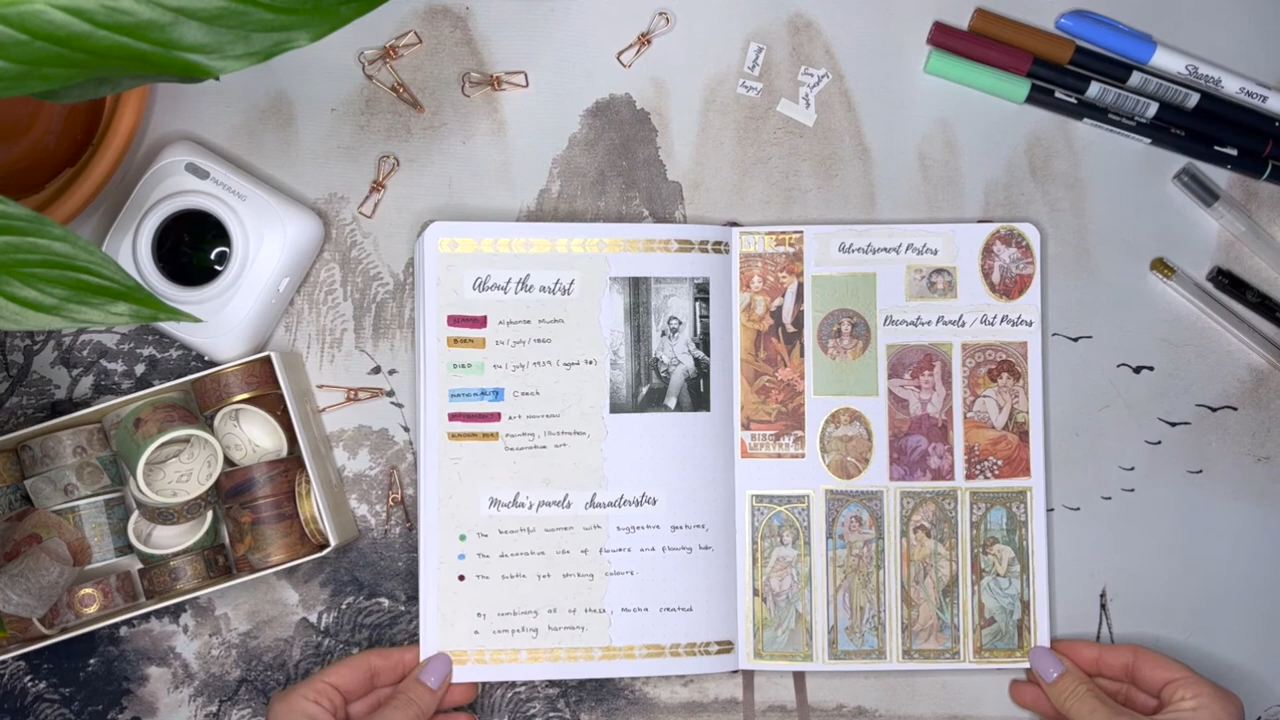 PAPERANG
Sharpie S·NOTE
About the artist
NAME: Alphonse Mucha
BORN 24/July/1860
DIED 14/July/1939 (aged 78)
NATIONALITY Czech
Art Nouveau
KNOWN FOR: Painting, Illustration,
Decorative art.
Mucha's panels characteristics
The beautiful women with suggestive gestures,
The decorative use of flowers and flowing hair,
The subtle yet striking colours.
By combining all of these, Mucha created
a compelling harmony.
Advertisement Posters
Decorative Panels / Art Posters
BISCUITS
LEFÈVRE-U